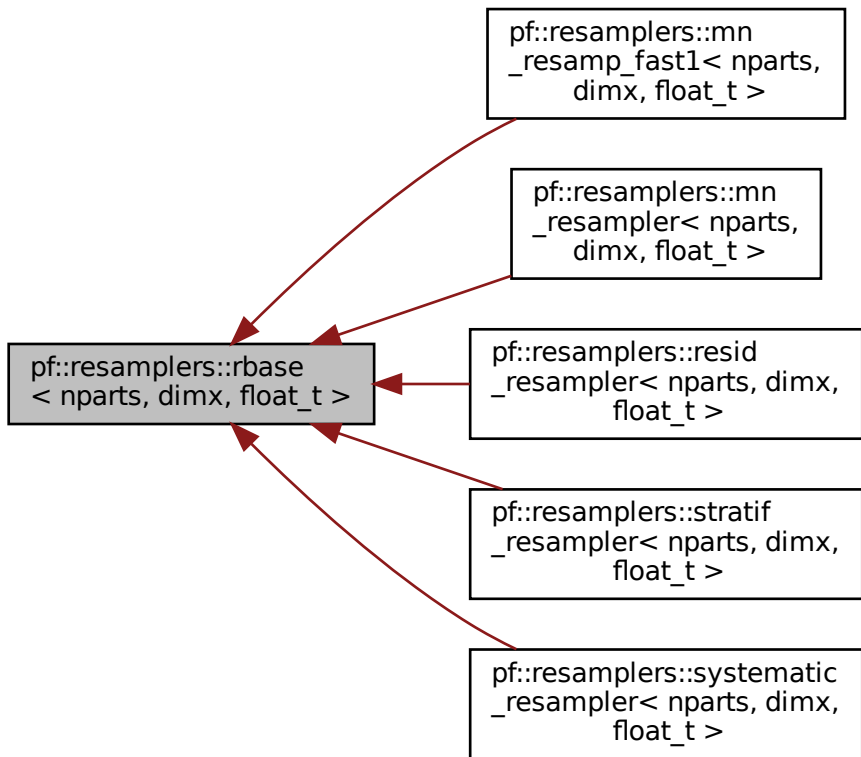 pf::resamplers::mn
_resamp_fast1< nparts,
dimx, float_t >
pf::resamplers::mn
_resampler< nparts,
dimx, float_t >
pf::resamplers::rbase
< nparts, dimx, float_t >
pf::resamplers::resid
_resampler< nparts, dimx,
float_t >
pf::resamplers::stratif
_resampler< nparts, dimx,
float_t >
pf::resamplers::systematic
_resampler< nparts, dimx,
float_t >